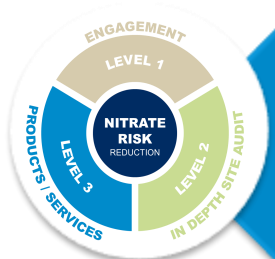 ENGAGEMENT
LEVEL 1
NITRATE
RISK
REDUCTION
LEVEL 2
IN DEPTH SITE AUDIT
LEVEL 3
PRODUCTS / SERVICES